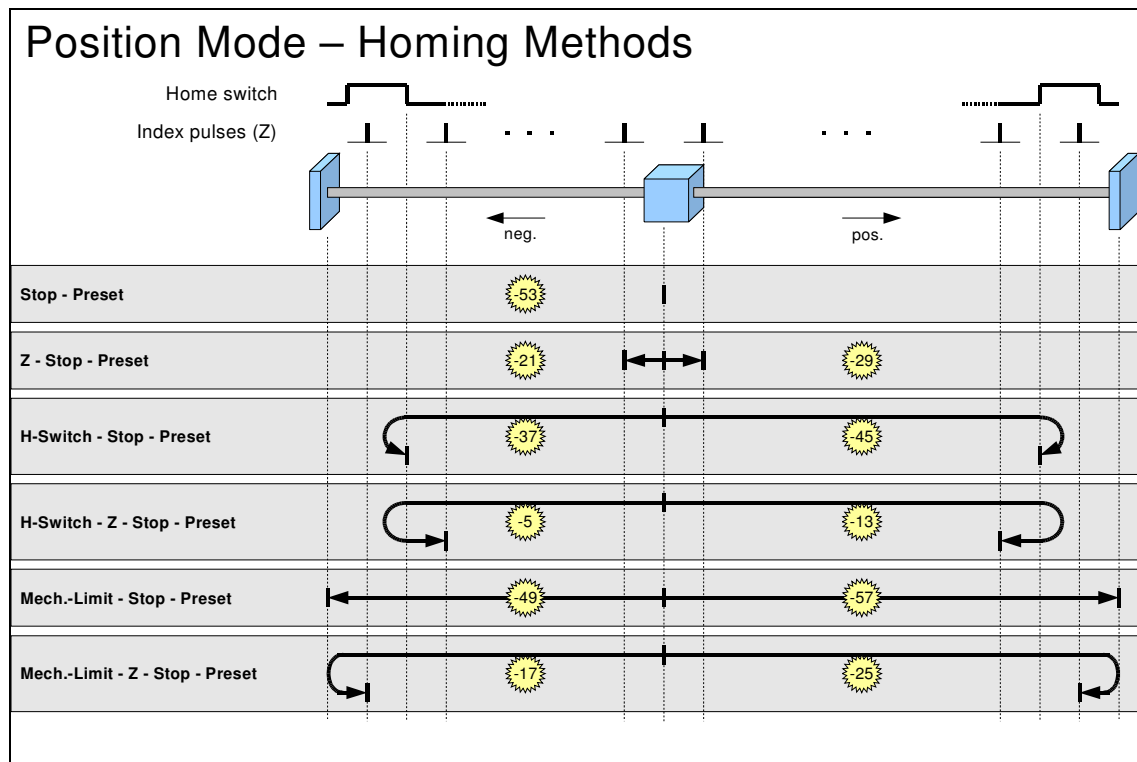 Position Mode – Homing Methods
Home switch
Index pulses (Z)
neg.
pos.
Stop - Preset
-53
Z - Stop - Preset
-21
-29
H-Switch - Stop - Preset
-37
-45
H-Switch - Z - Stop - Preset
-5
-13
Mech.-Limit - Stop - Preset
-49
-57
Mech.-Limit - Z - Stop - Preset
-17
-25